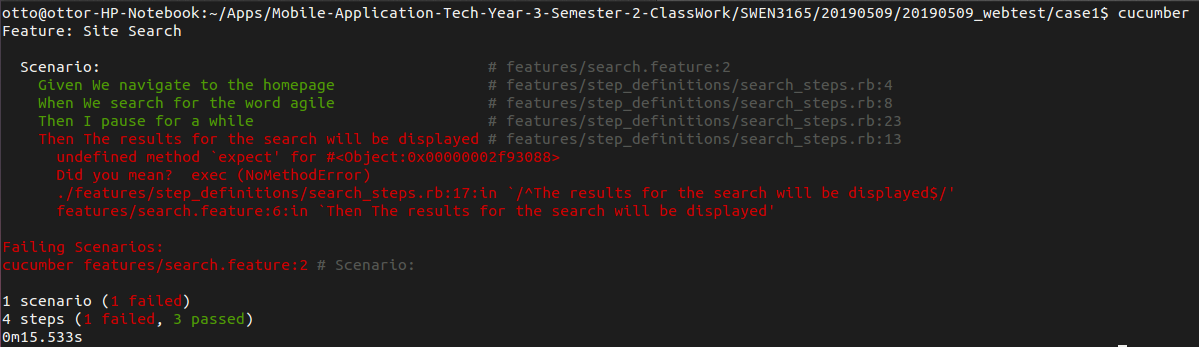 otto@ottor-HP-Notebook:~/Apps/Mobile-Application-Tech-Year-3-Semester-2-ClassWork/SWEN3165/20190509/20190509_webtest/case1$ cucumber
Feature: Site Search
Scenario: # features/search.feature:2
Given We navigate to the homepage # features/step_definitions/search_steps.rb:4
When We search for the word agile # features/step_definitions/search_steps.rb:8
Then I pause for a while # features/step_definitions/search_steps.rb:23
Then The results for the search will be displayed # features/step_definitions/search_steps.rb:13
undefined method `expect' for #<Object:0x00000002f93088>
Did you mean?  exec (NoMethodError)
./features/step_definitions/search_steps.rb:17:in `/^The results for the search will be displayed$/'
features/search.feature:6:in `Then The results for the search will be displayed'
Failing Scenarios:
cucumber features/search.feature:2 # Scenario:
1 scenario (1 failed)
4 steps (1 failed, 3 passed)
0m15.533s